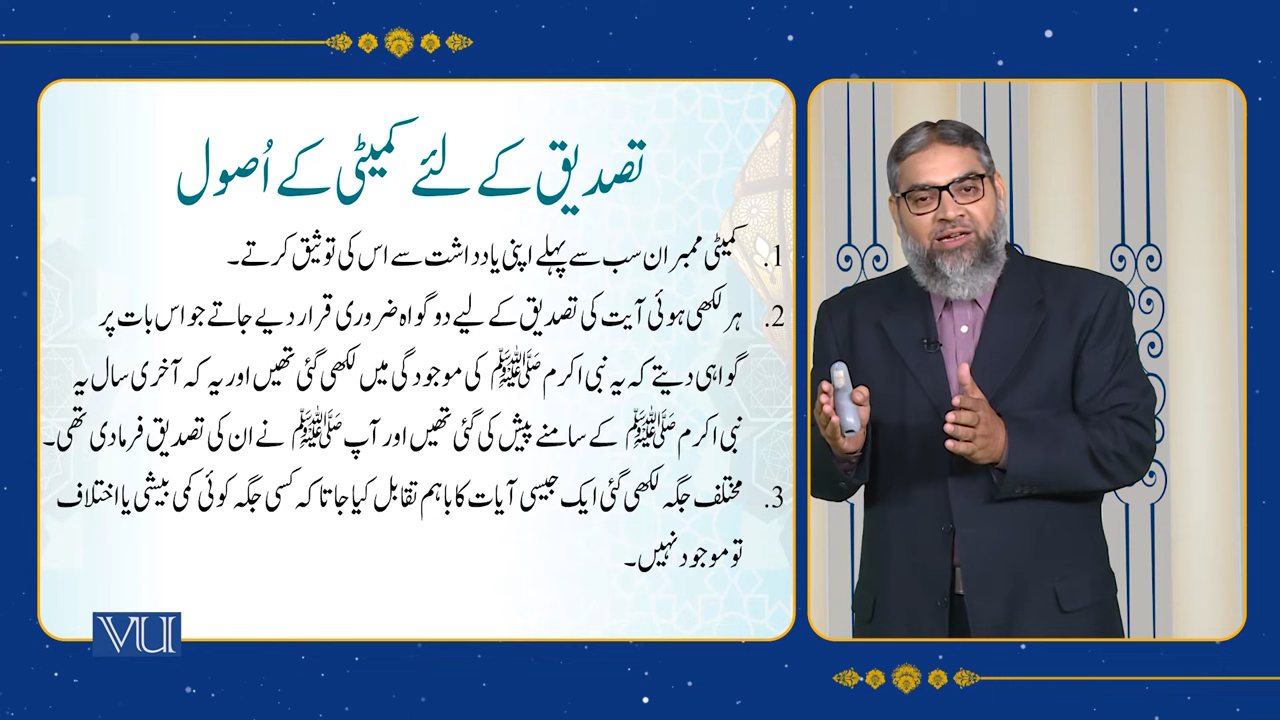 تصدیق کے لئے کمیٹی کے اُصول
1. کمیٹی ممبران سب سے پہلے اپنی یادداشت سے اس کی توثیق کرتے۔
2. ہر لکھی ہوئی آیت کی تصدیق کے لیے دو گواہ ضروری قرار دیے جاتے جو اس بات پر
گواہی دیتے کہ یہ نبی اکرم ﷺ کی موجودگی میں لکھی گئی تھیں اور یہ کہ آخری سال یہ
نبی اکرم ﷺ کے سامنے پیش کی گئی تھیں اور آپ ﷺ نے ان کی تصدیق فرمادی تھی۔
3. مختلف جگہ لکھی گئی ایک جیسی آیات کا باہم تقابل کیا جاتا کہ کسی جگہ کوئی کمی بیشی یا اختلاف
تو موجود نہیں۔
VU